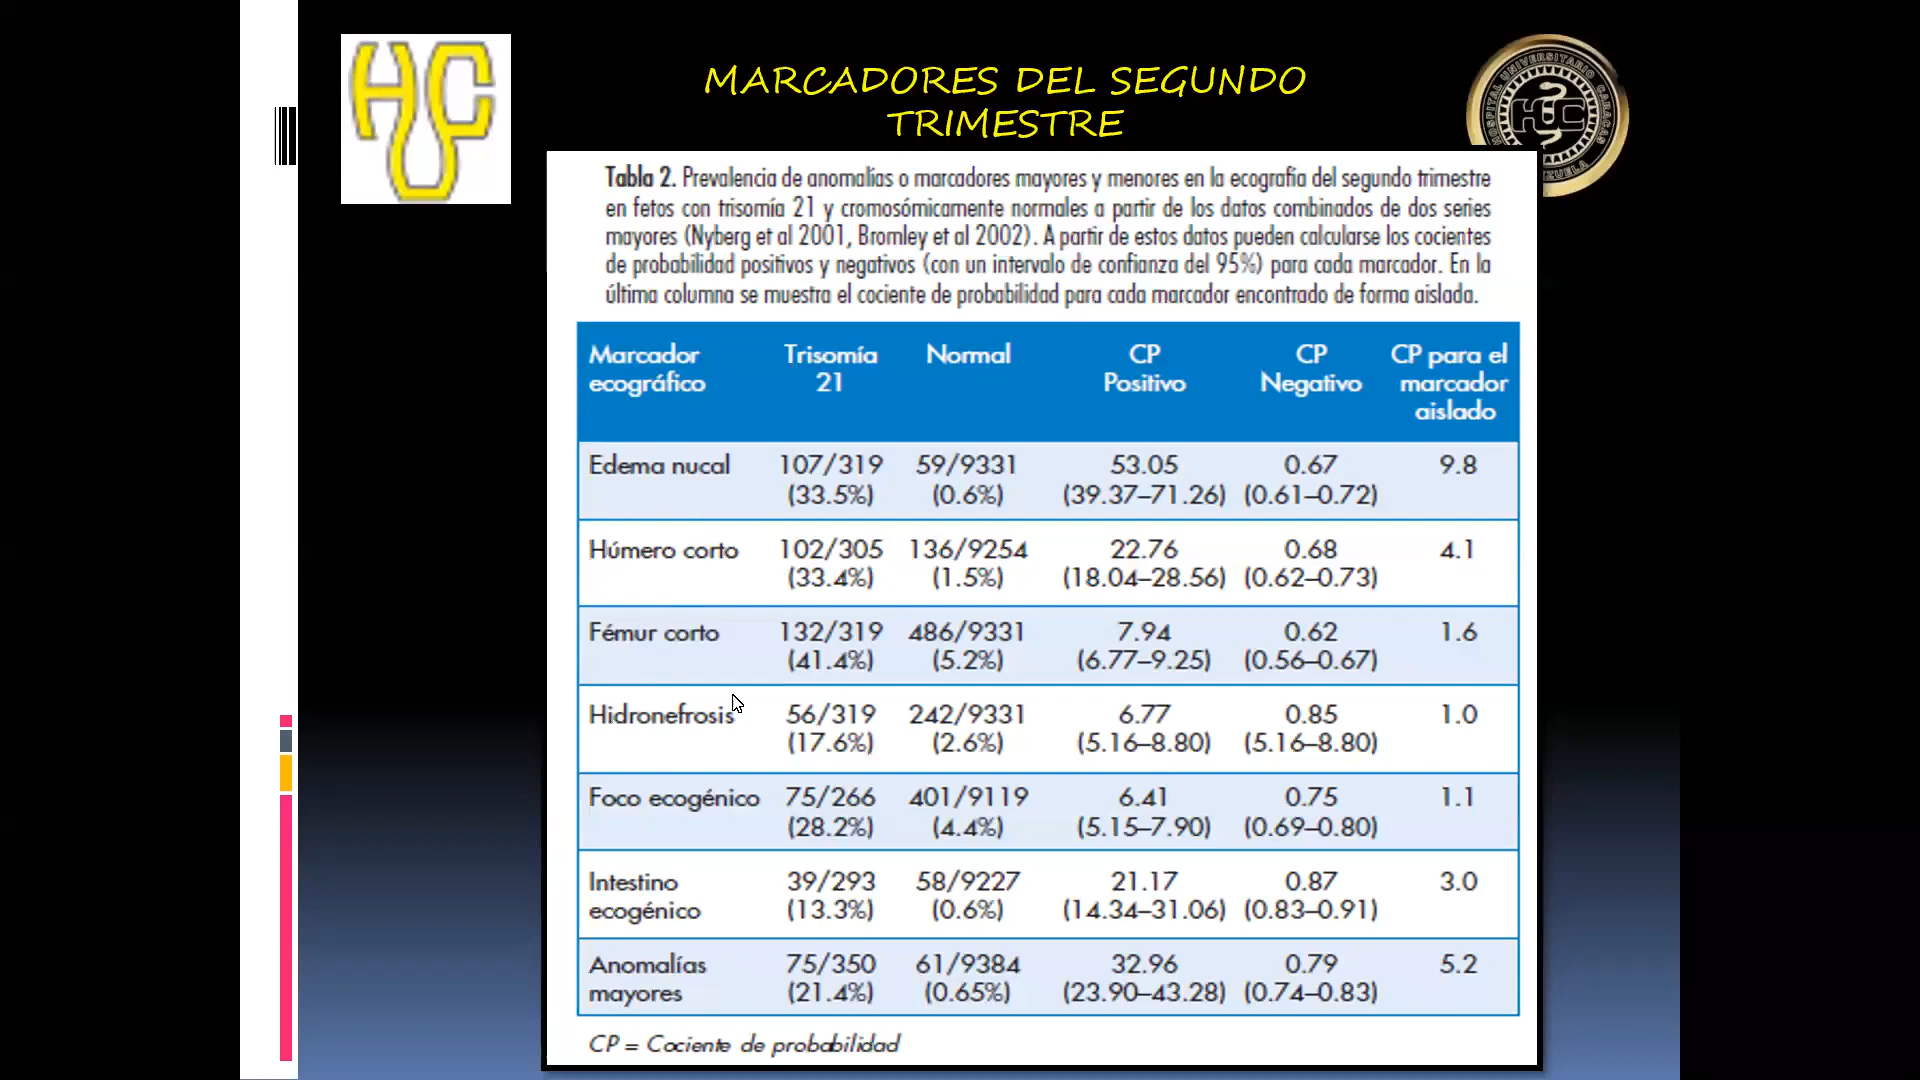 MARCADORES DEL SEGUNDO
TRIMESTRE
HUC
HOSPITAL UNIVERSITARIO
CARACAS
HUC
Tabla 2. Prevalencia de anomalías o marcadores mayores y menores en la ecografía del segundo trimestre
en fetos con trisomía 21 y cromosómicamente normales a partir de los datos combinados de dos series
mayores (Nyberg et al 2001, Bromley et al 2002). A partir de estos datos pueden calcularse los cocientes
de probabilidad positivos y negativos (con un intervalo de confianza del 95%) para cada marcador. En la
última columna se muestra el cociente de probabilidad para cada marcador encontrado de forma aislada.
Marcador ecográfico Trisomía 21 Normal CP Positivo CP Negativo CP para el marcador aislado
Edema nucal 107/319 59/9331 53.05 0.67 9.8
(33.5%) (0.6%) (39.37–71.26) (0.61–0.72)
Húmero corto 102/305 136/9254 22.76 0.68 4.1
(33.4%) (1.5%) (18.04–28.56) (0.62–0.73)
Fémur corto 132/319 486/9331 7.94 0.62 1.6
(41.4%) (5.2%) (6.77–9.25) (0.56–0.67)
Hidronefrosis 56/319 242/9331 6.77 0.85 1.0
(17.6%) (2.6%) (5.16–8.80) (5.16–8.80)
Foco ecogénico 75/266 401/9119 6.41 0.75 1.1
(28.2%) (4.4%) (5.15–7.90) (0.69–0.80)
Intestino 39/293 58/9227 21.17 0.87 3.0
ecogénico (13.3%) (0.6%) (14.34–31.06) (0.83–0.91)
Anomalías 75/350 61/9384 32.96 0.79 5.2
mayores (21.4%) (0.65%) (23.90–43.28) (0.74–0.83)
CP = Cociente de probabilidad